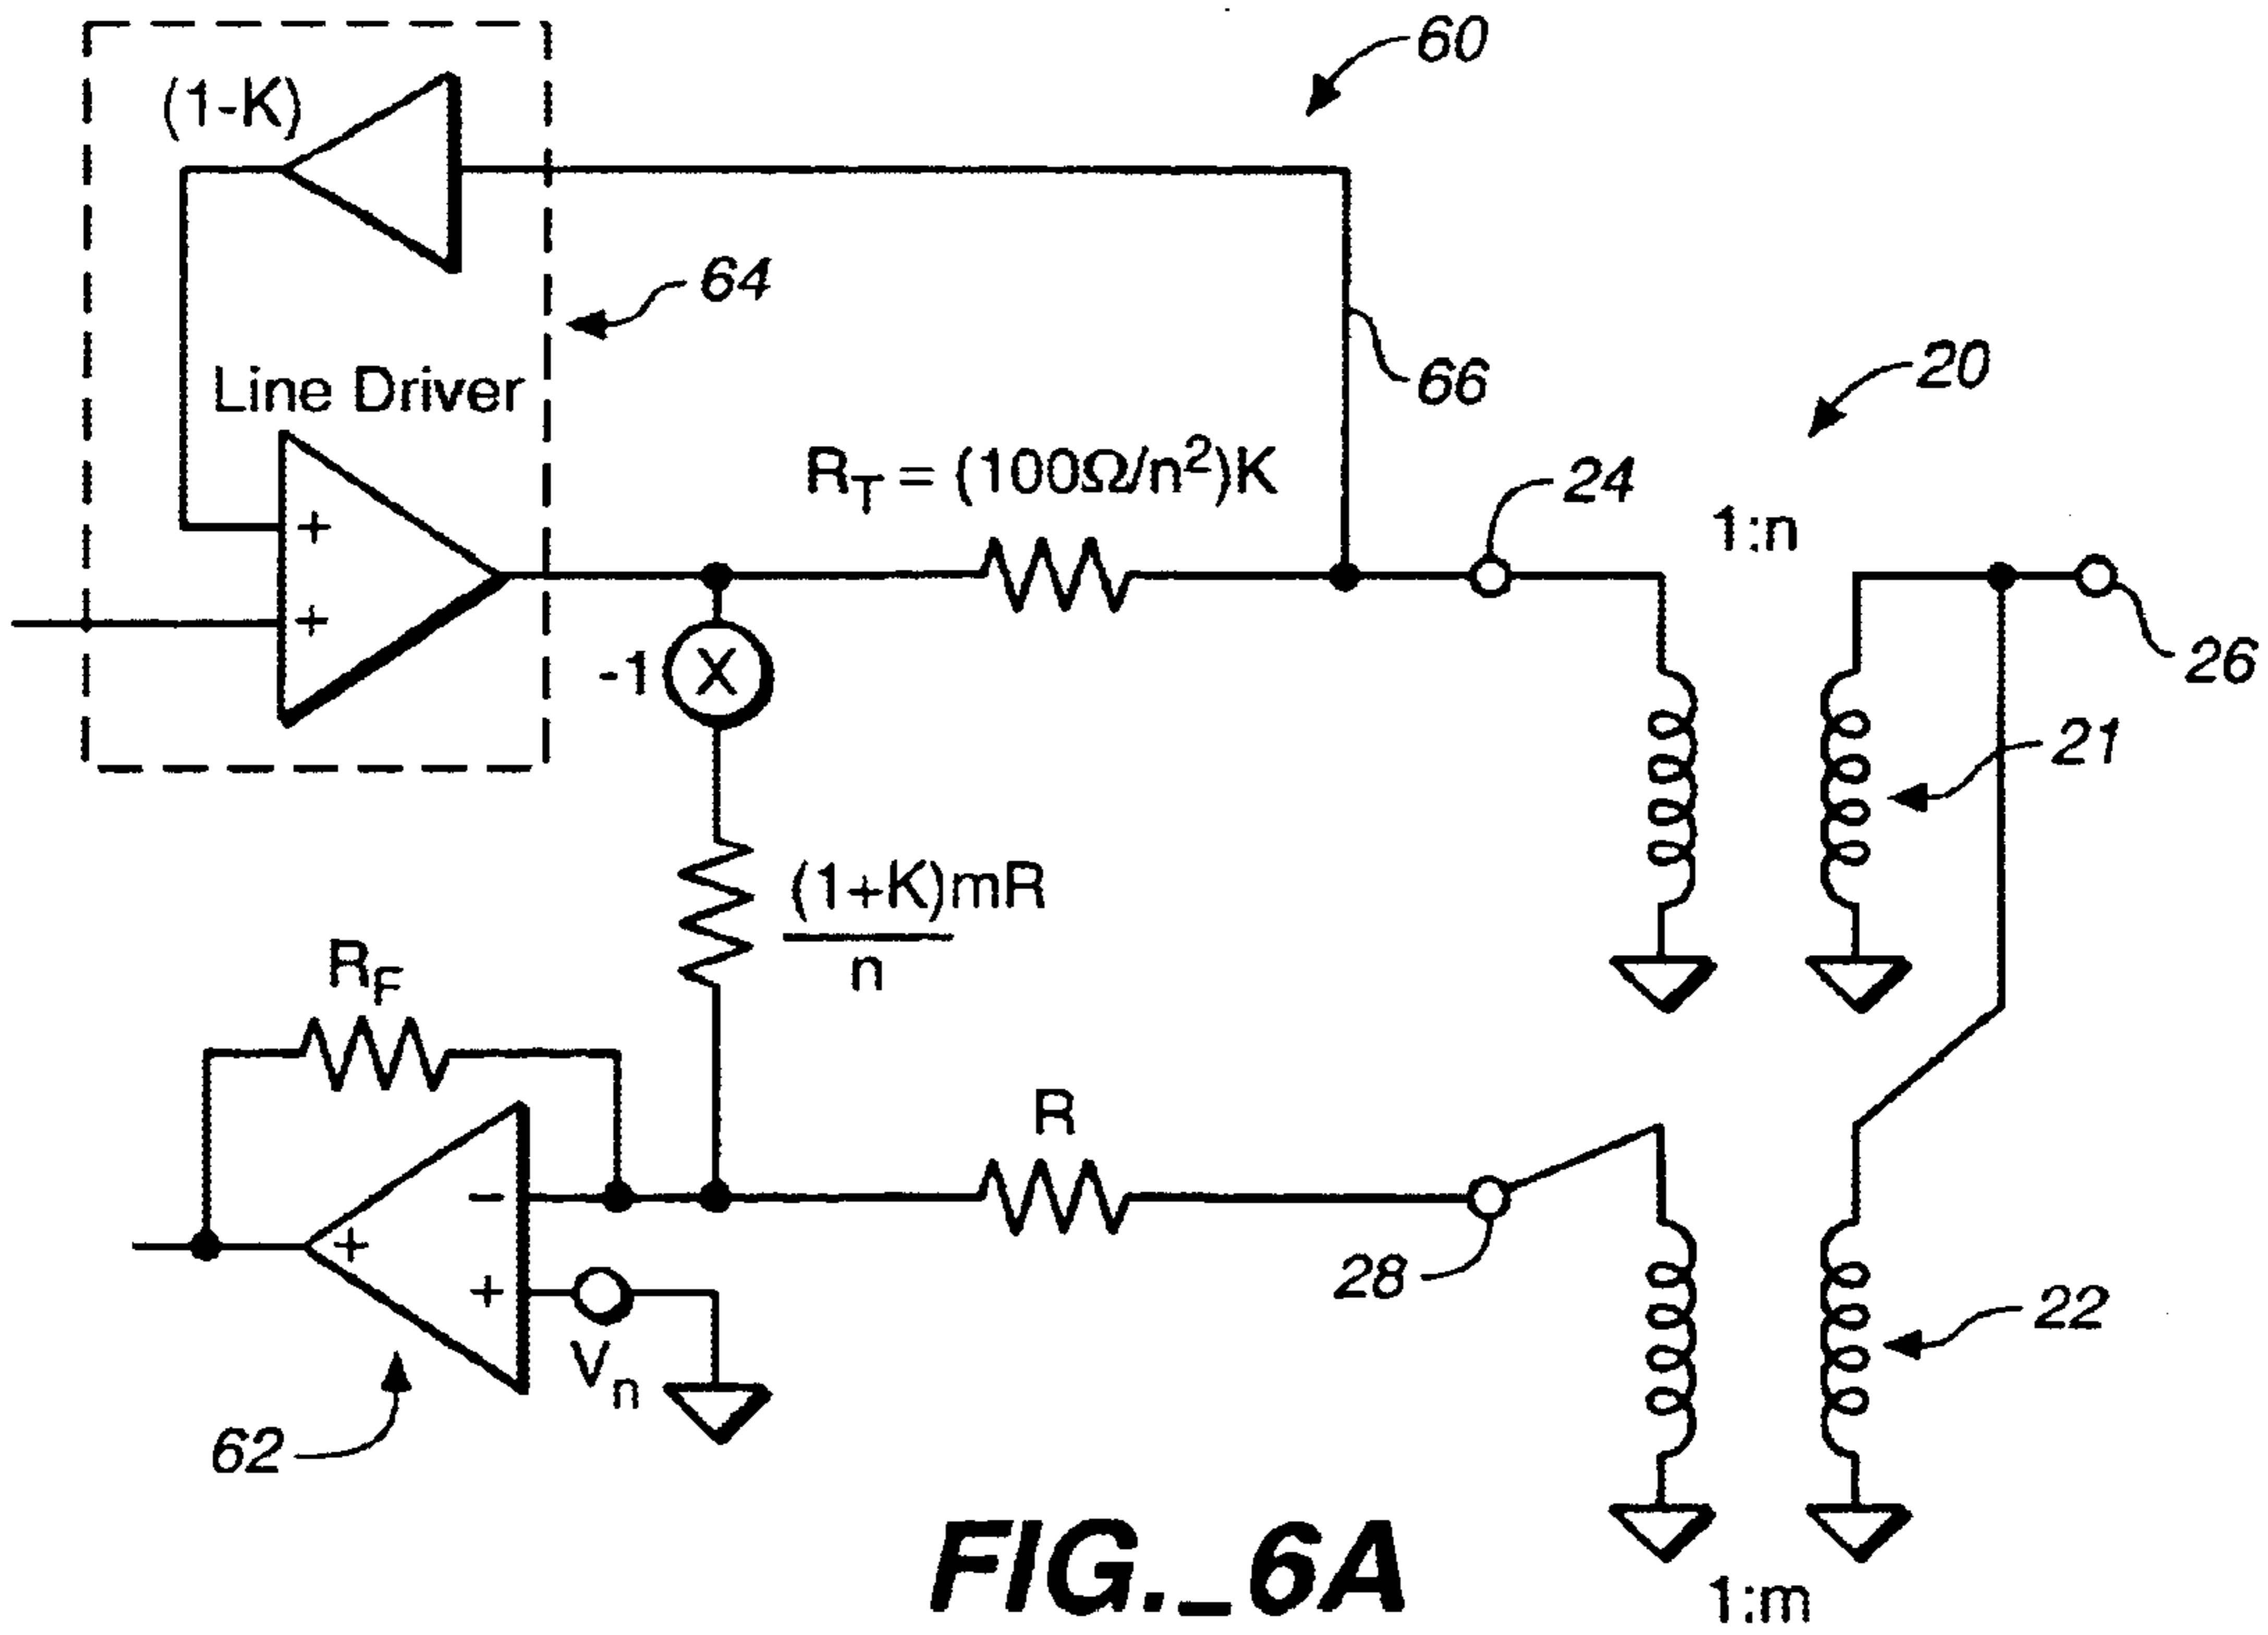 60
(1-K)
64
Line Driver
66
20
R_T = (100Ω/n²)K
24
1:n
+
+
26
-1 X
21
(1+K)mR
n
R_F
R
-
+
+
V_n
28
22
62
FIG._6A
1:m